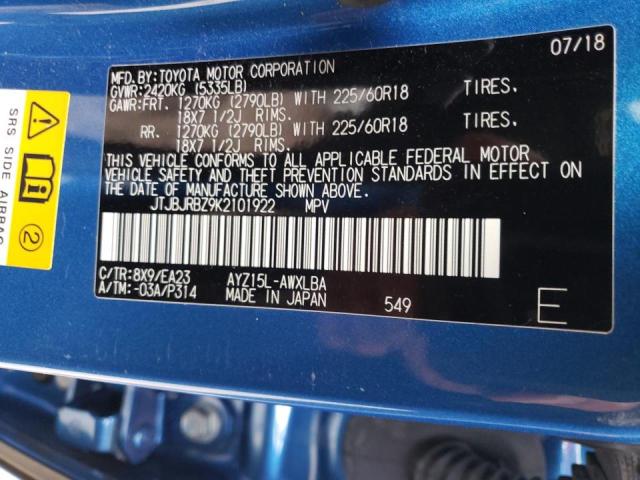 07/18
MFD. BY: TOYOTA MOTOR CORPORATION
GVWR: 2420KG (5335LB)
GAWR: FRT. 1270KG (2790LB) WITH 225/60R18 TIRES.
18X7 1/2J RIMS.
RR. 1270KG (2790LB) WITH 225/60R18 TIRES.
18X7 1/2J RIMS.
THIS VEHICLE CONFORMS TO ALL APPLICABLE FEDERAL MOTOR
VEHICLE SAFETY AND THEFT PREVENTION STANDARDS IN EFFECT ON
THE DATE OF MANUFACTURE SHOWN ABOVE.
JTJBJRBZ9K2101922 MPV
C/TR: 8X9/EA23 AYZ15L-AWXLBA
A/TM: -03A/P314 MADE IN JAPAN 549 E
SRS SIDE AIRBAG
2